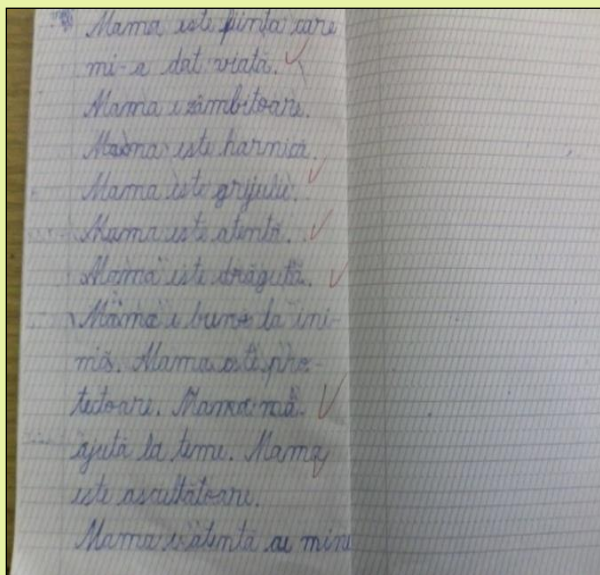 Mama este ființa care
mi-a dat viață.
Mama e zâmbitoare.
Mama este harnică.
Mama este grijulie.
Mama este atentă.
Mama este drăguță.
Mama e bună la ini-
mă. Mama este pro-
tectoare. Mama mă
ajută la teme. Mama
este ascultătoare.
Mama e atentă cu mine